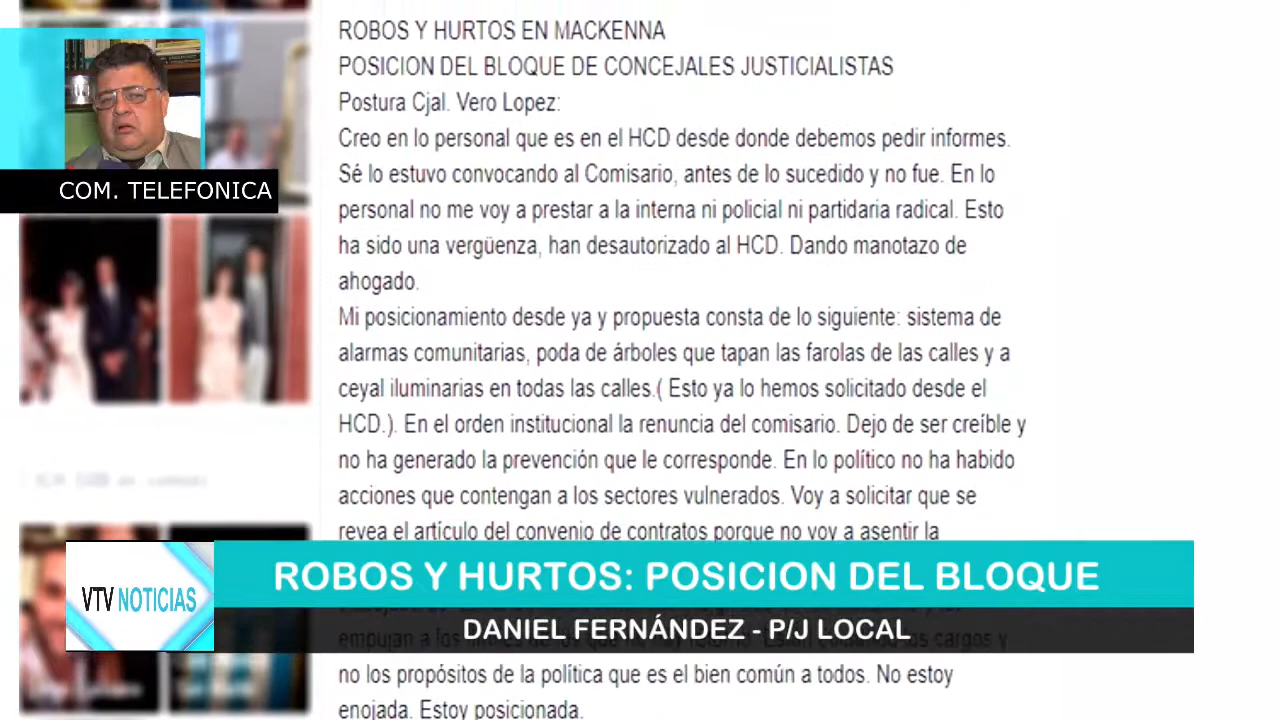 ROBOS Y HURTOS EN MACKENNA
POSICION DEL BLOQUE DE CONCEJALES JUSTICIALISTAS
Postura Cjal. Vero Lopez:
Creo en lo personal que es en el HCD desde donde debemos pedir informes.
Sé lo estuvo convocando al Comisario, antes de lo sucedido y no fue. En lo
personal no me voy a prestar a la interna ni policial ni partidaria radical. Esto
ha sido una vergüenza, han desautorizado al HCD. Dando manotazo de
ahogado.
Mi posicionamiento desde ya y propuesta consta de lo siguiente: sistema de
alarmas comunitarias, poda de árboles que tapan las farolas de las calles y a
ceyal iluminarias en todas las calles.( Esto ya lo hemos solicitado desde el
HCD.). En el orden institucional la renuncia del comisario. Dejo de ser creíble y
no ha generado la prevención que le corresponde. En lo político no ha habido
acciones que contengan a los sectores vulnerados. Voy a solicitar que se
revea el artículo del convenio de contratos porque no voy a asentir la
empujan a los
cargos y
no los propósitos de la política que es el bien común a todos. No estoy
enojada. Estoy posicionada.
COM. TELEFONICA
VTV NOTICIAS
ROBOS Y HURTOS: POSICION DEL BLOQUE
DANIEL FERNÁNDEZ - P/J LOCAL